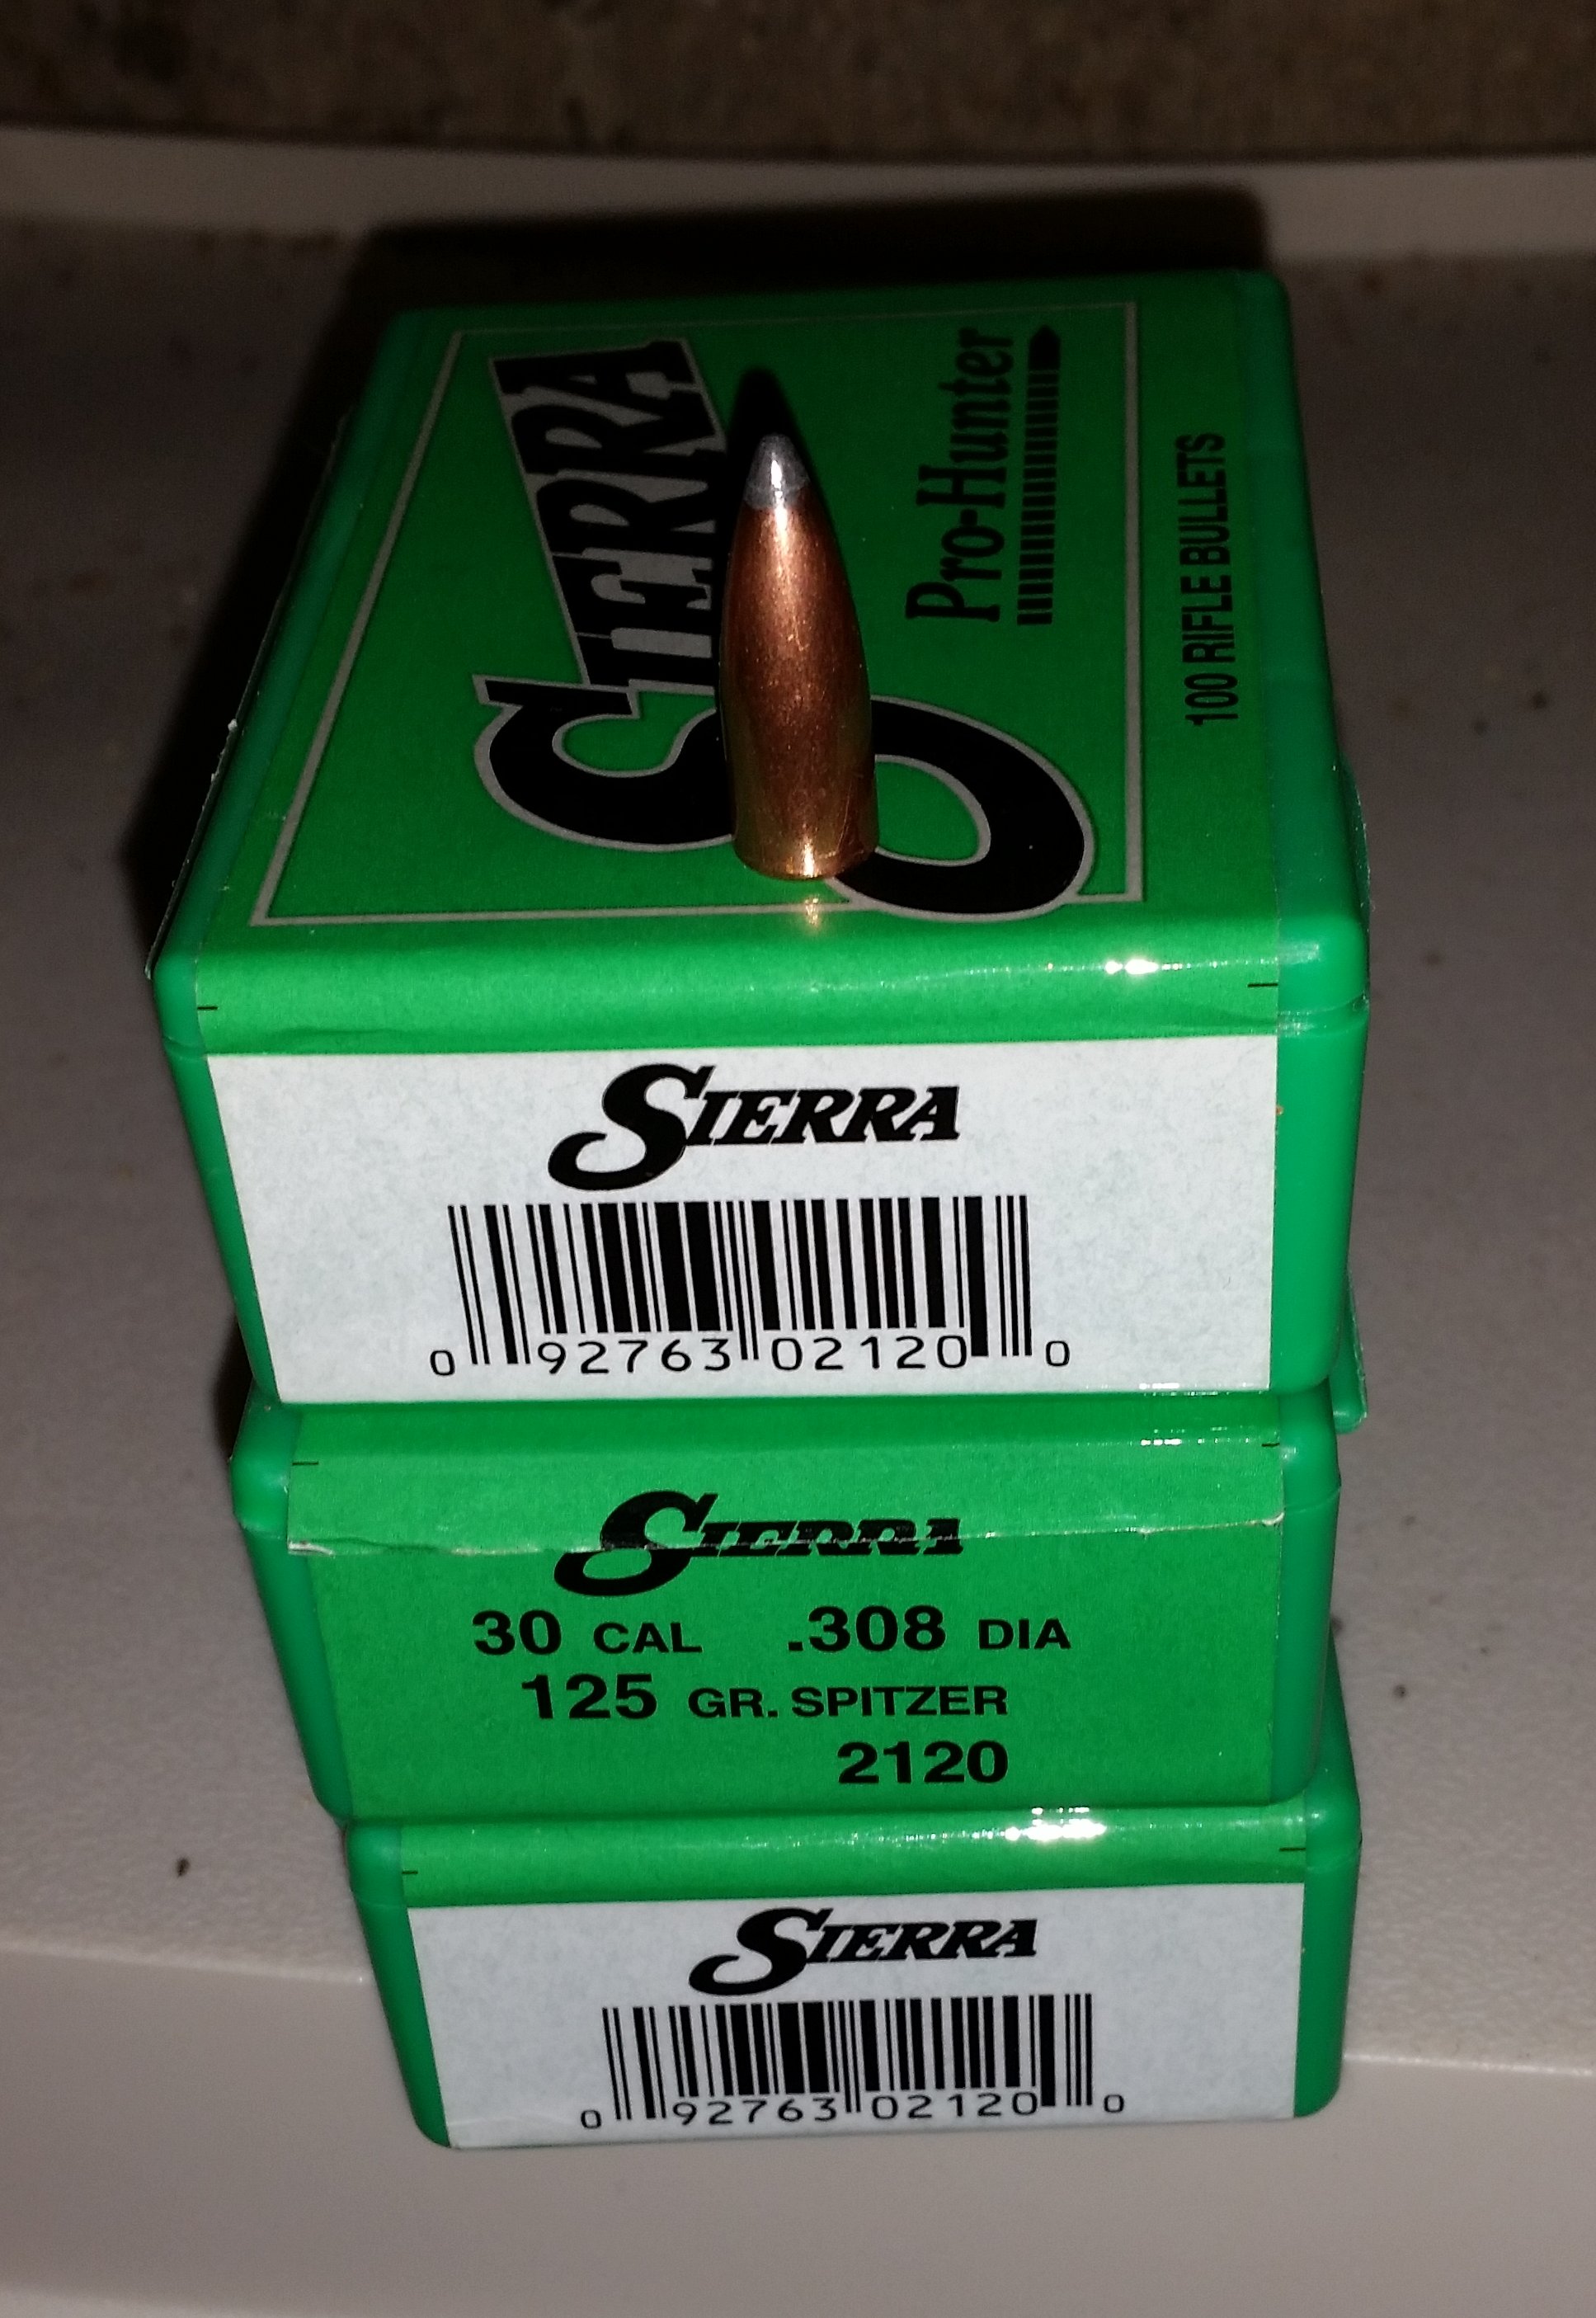 SIERRA
Pro-Hunter
100 RIFLE BULLETS
SIERRA
0 92763 02120 0
SIERRA
30 CAL .308 DIA
125 GR. SPITZER
2120
SIERRA
0 92763 02120 0